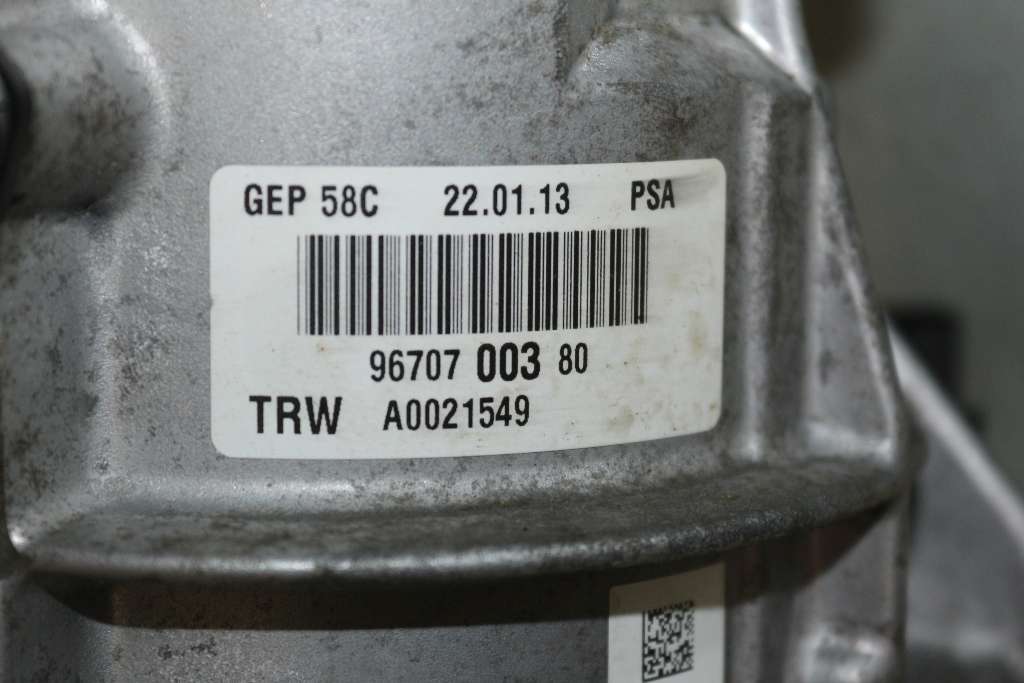 GEP 58C 22.01.13 PSA
96707 003 80
TRW A0021549